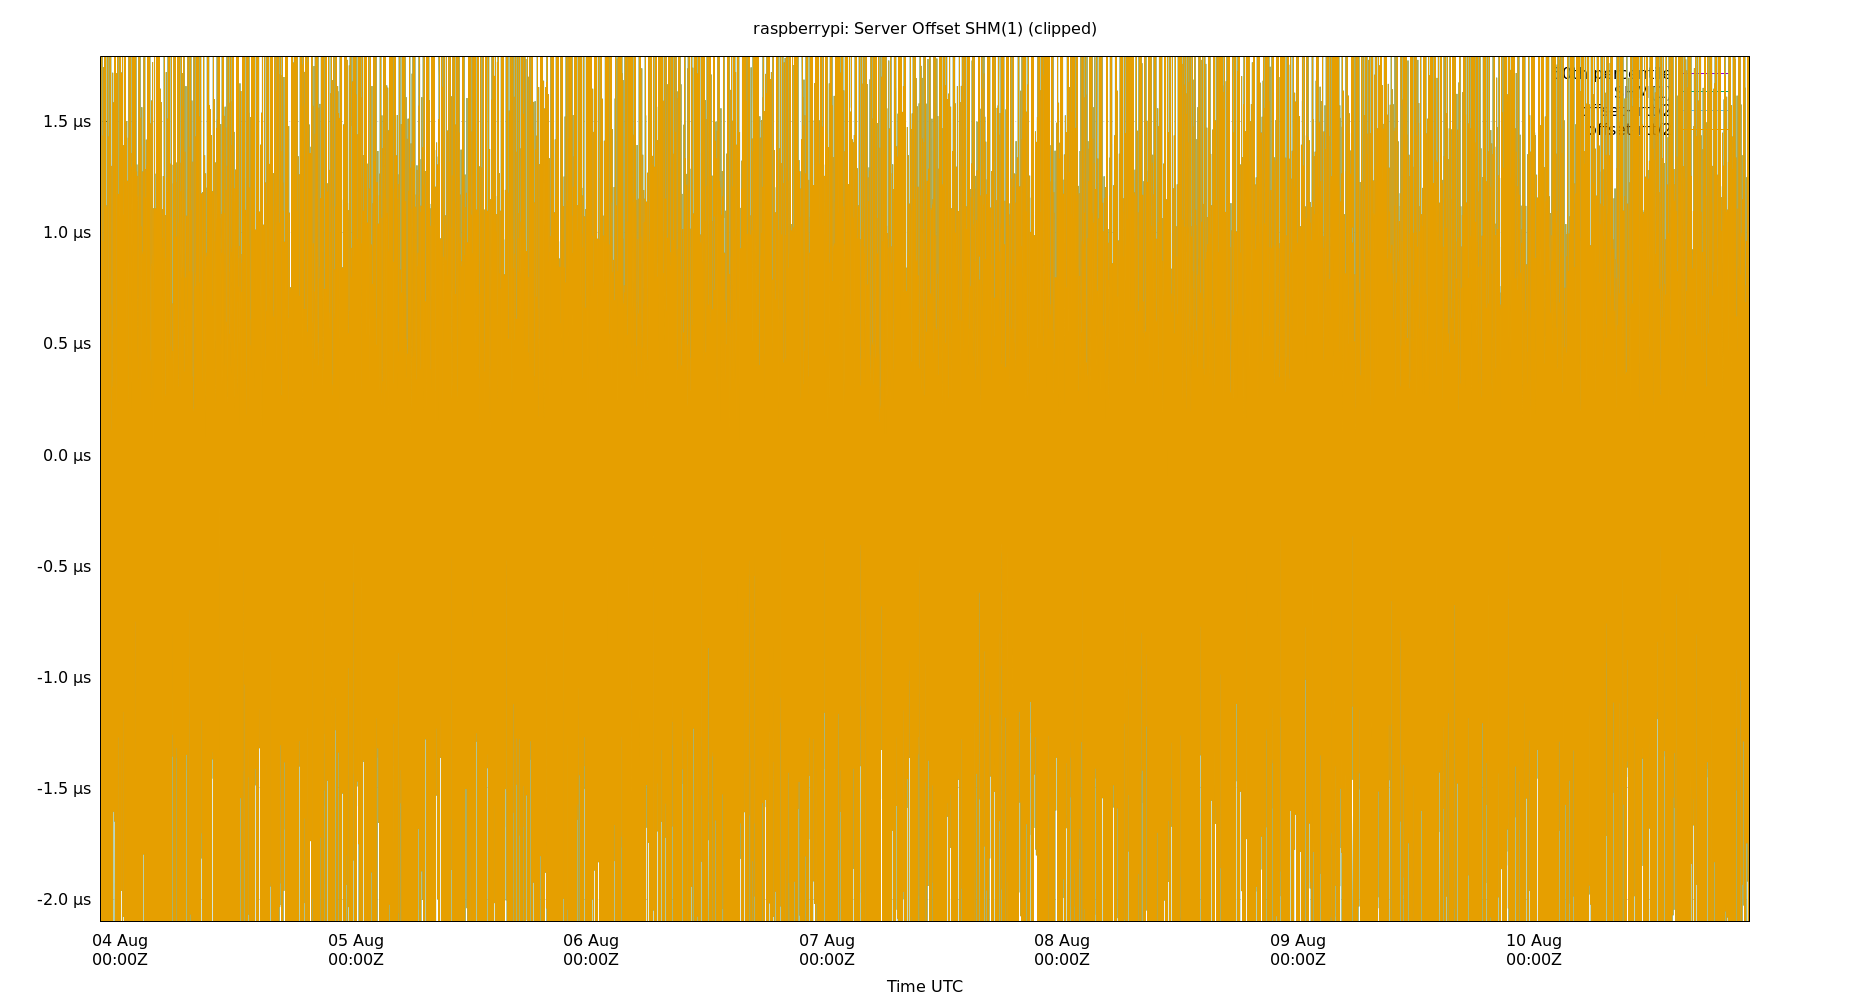 raspberrypi: Server Offset SHM(1) (clipped)
1.5 µs
1.0 µs
0.5 µs
0.0 µs
-0.5 µs
-1.0 µs
-1.5 µs
-2.0 µs
04 Aug 05 Aug 06 Aug 07 Aug 08 Aug 09 Aug 10 Aug
00:00Z 00:00Z 00:00Z 00:00Z 00:00Z 00:00Z 00:00Z
Time UTC